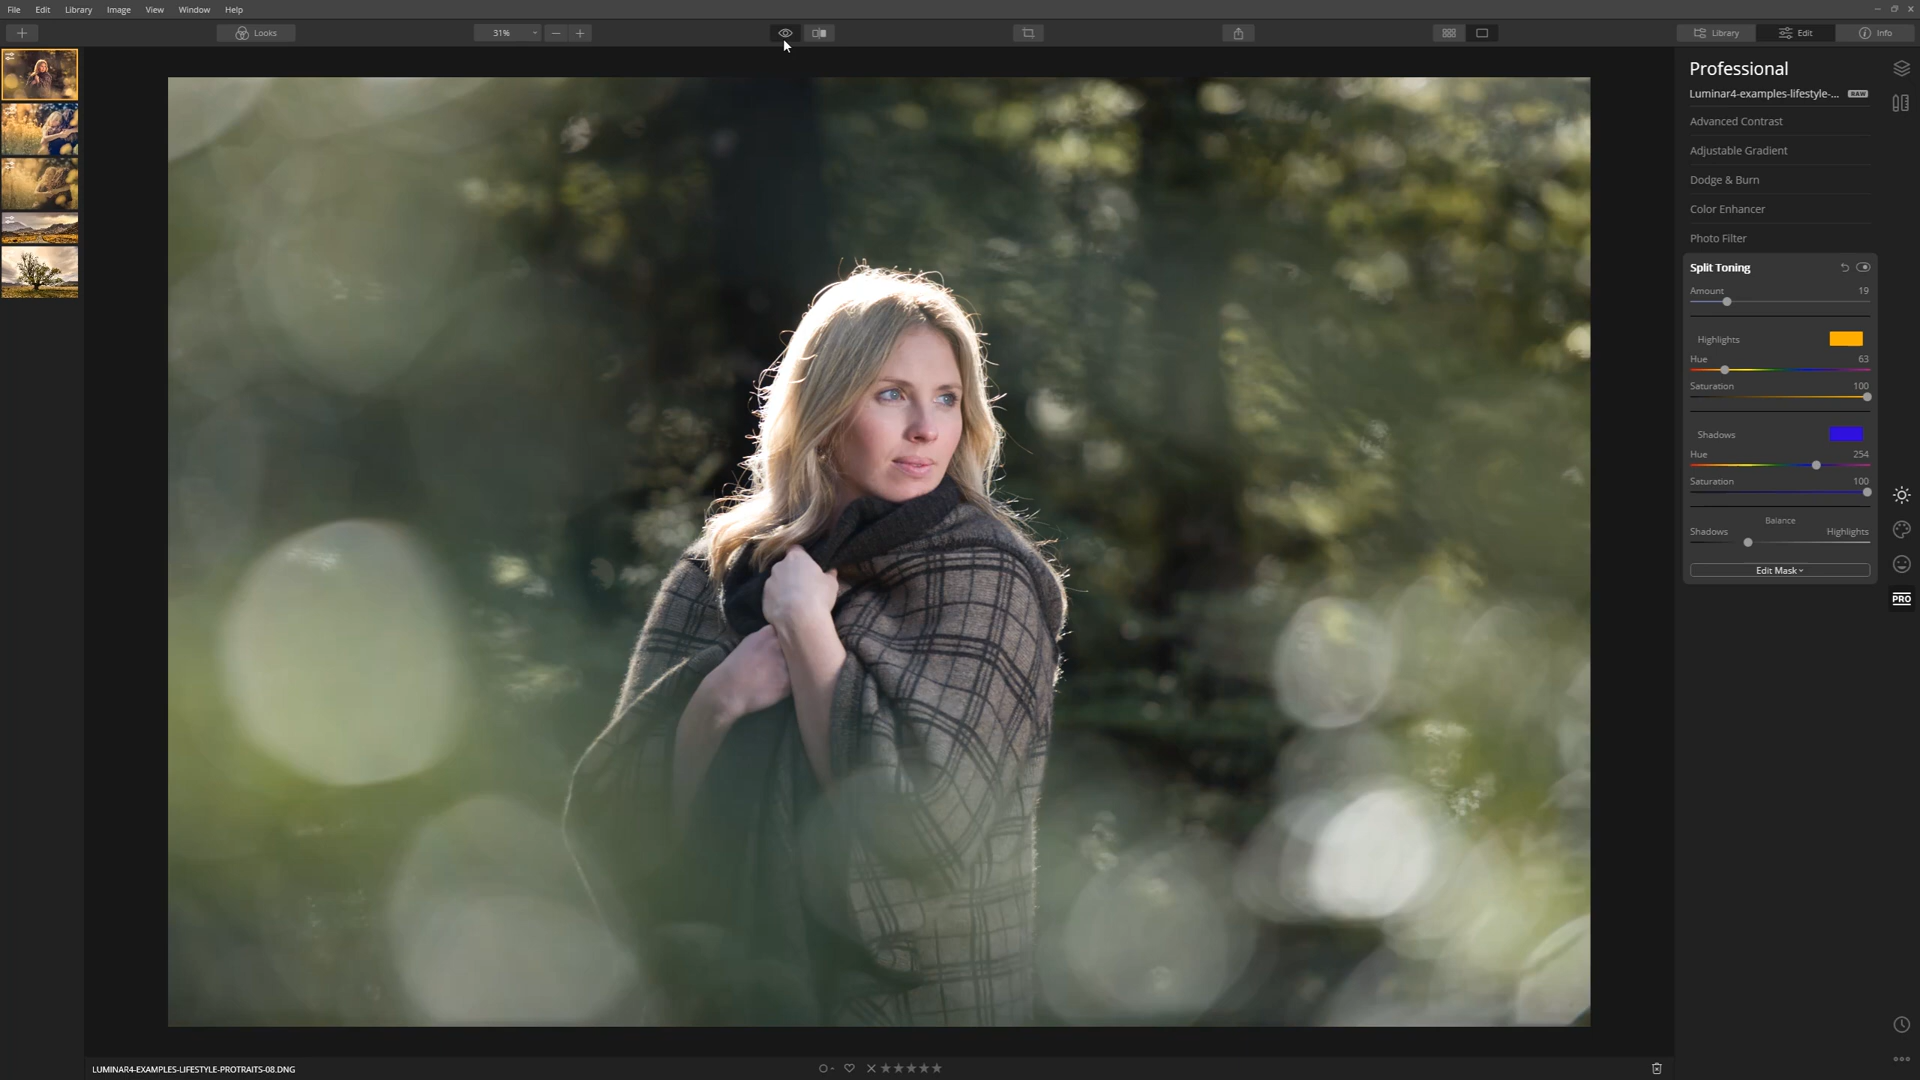 File Edit Library Image View Window Help
Looks 31% Library Edit Info
Professional
Luminar4-examples-lifestyle-... RAW
Advanced Contrast
Adjustable Gradient
Dodge & Burn
Color Enhancer
Photo Filter
Split Toning
Amount 19
Highlights
Hue 63
Saturation 100
Shadows
Hue 254
Saturation 100
Balance
Shadows Highlights
Edit Mask
PRO
LUMINAR4-EXAMPLES-LIFESTYLE-PROTRAITS-08.DNG